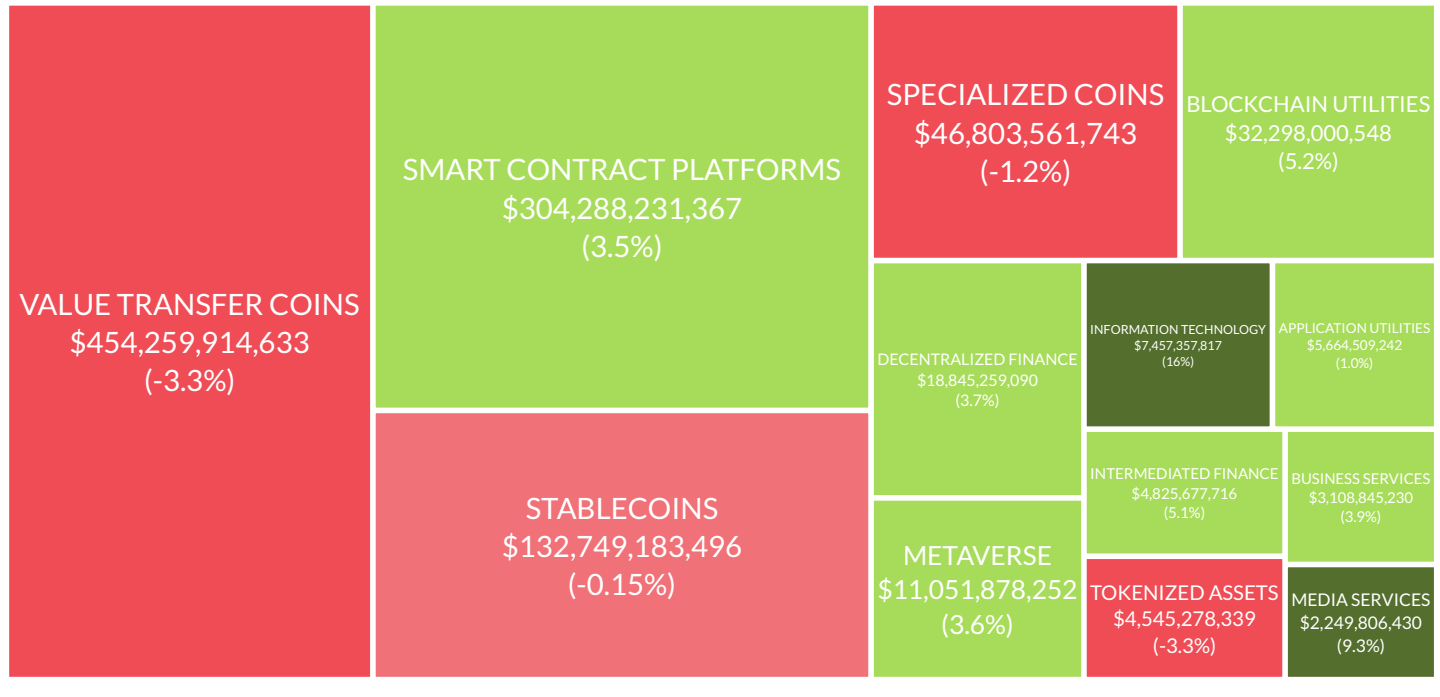 VALUE TRANSFER COINS
$454,259,914,633
(-3.3%)
SMART CONTRACT PLATFORMS
$304,288,231,367
(3.5%)
STABLECOINS
$132,749,183,496
(-0.15%)
SPECIALIZED COINS
$46,803,561,743
(-1.2%)
BLOCKCHAIN UTILITIES
$32,298,000,548
(5.2%)
DECENTRALIZED FINANCE
$18,845,259,090
(3.7%)
METAVERSE
$11,051,878,252
(3.6%)
INFORMATION TECHNOLOGY
$7,457,357,817
(16%)
APPLICATION UTILITIES
$5,664,509,242
(1.0%)
INTERMEDIATED FINANCE
$4,825,677,716
(5.1%)
BUSINESS SERVICES
$3,108,845,230
(3.9%)
TOKENIZED ASSETS
$4,545,278,339
(-3.3%)
MEDIA SERVICES
$2,249,806,430
(9.3%)